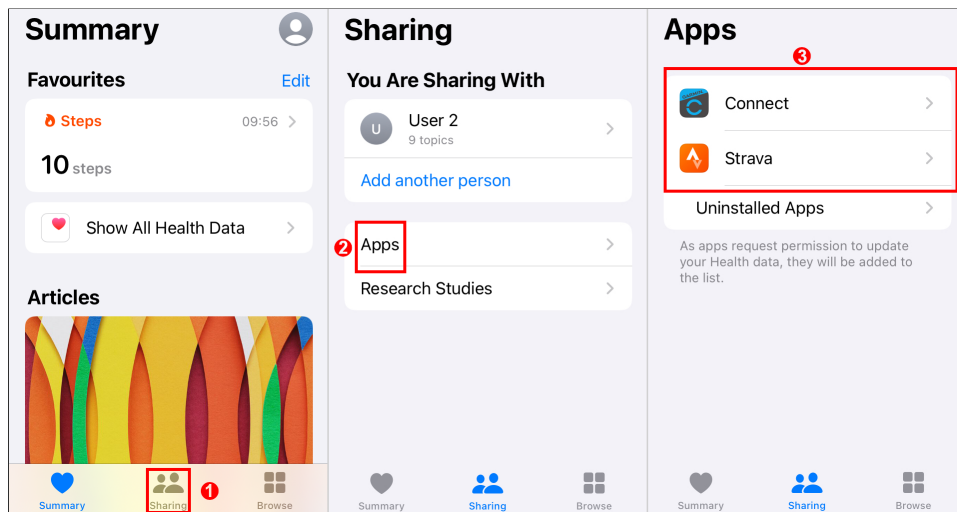 Summary
Favourites
Edit
Steps
09:56
10 steps
Show All Health Data
Articles
Summary
Sharing
1
Browse
Sharing
You Are Sharing With
U
User 2
9 topics
Add another person
2
Apps
Research Studies
Summary
Sharing
Browse
Apps
3
GARMIN
Connect
Strava
Uninstalled Apps
As apps request permission to update
your Health data, they will be added to
the list.
Summary
Sharing
Browse